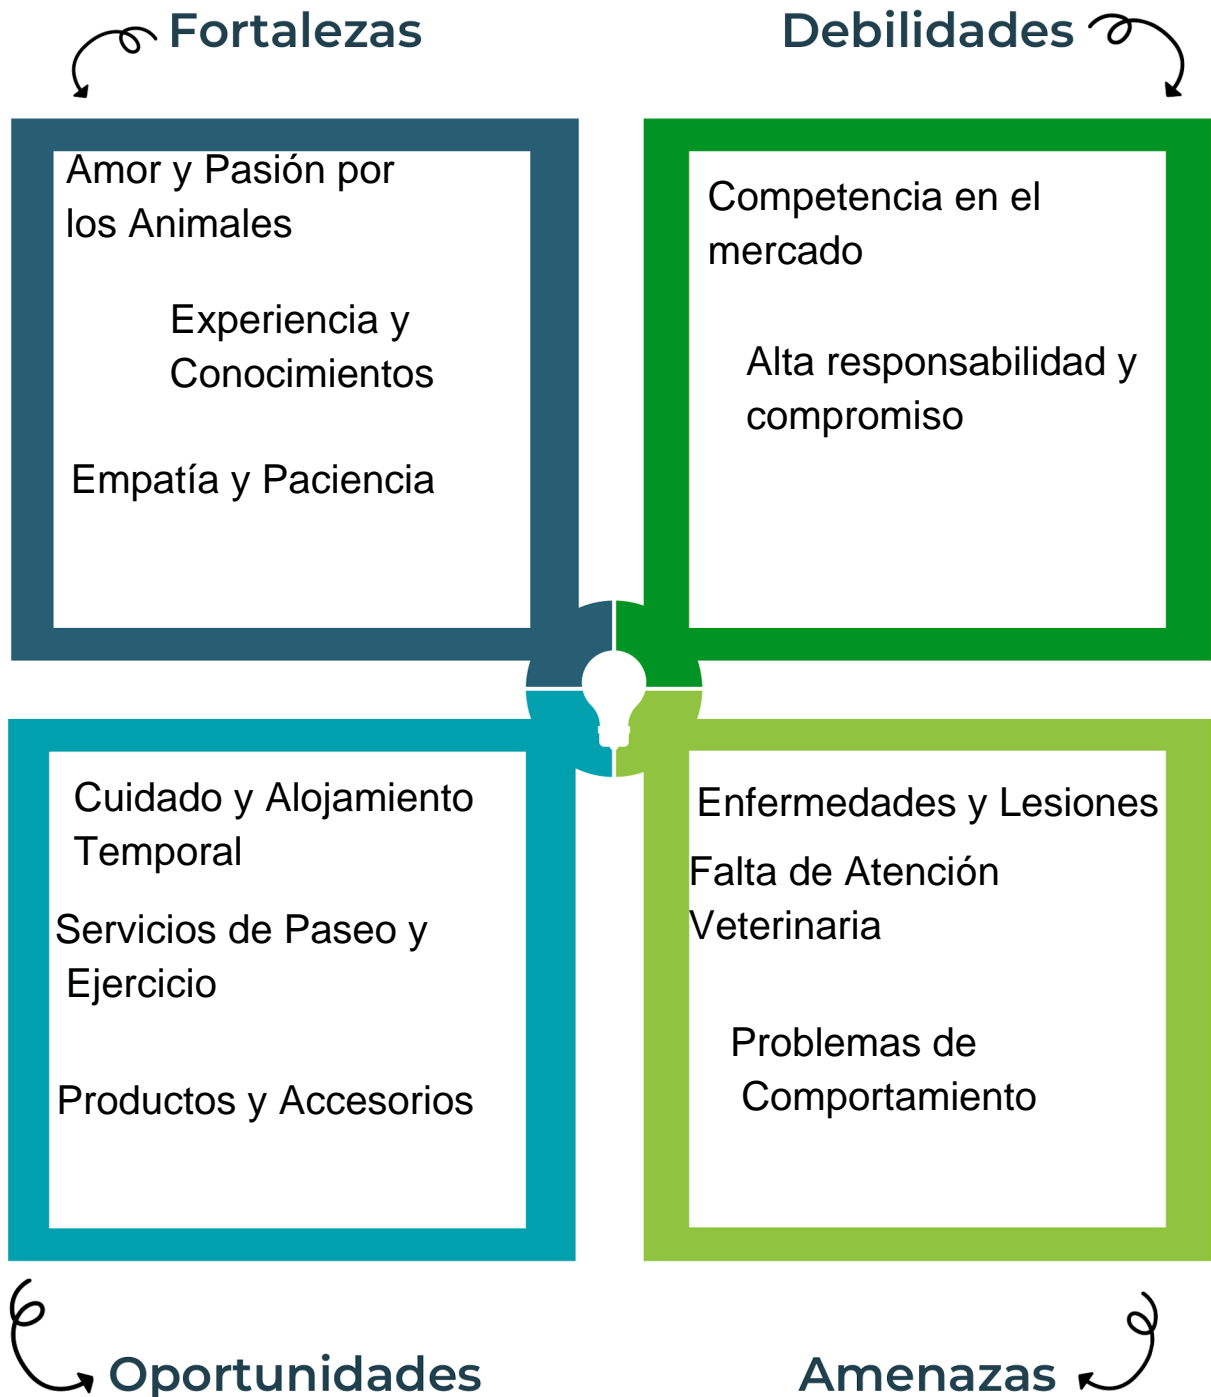 Fortalezas
Amor y Pasión por
los Animales
Experiencia y
Conocimientos
Empatía y Paciencia
Debilidades
Competencia en el
mercado
Alta responsabilidad y
compromiso
Cuidado y Alojamiento
Temporal
Servicios de Paseo y
Ejercicio
Productos y Accesorios
Oportunidades
Enfermedades y Lesiones
Falta de Atención
Veterinaria
Problemas de
Comportamiento
Amenazas